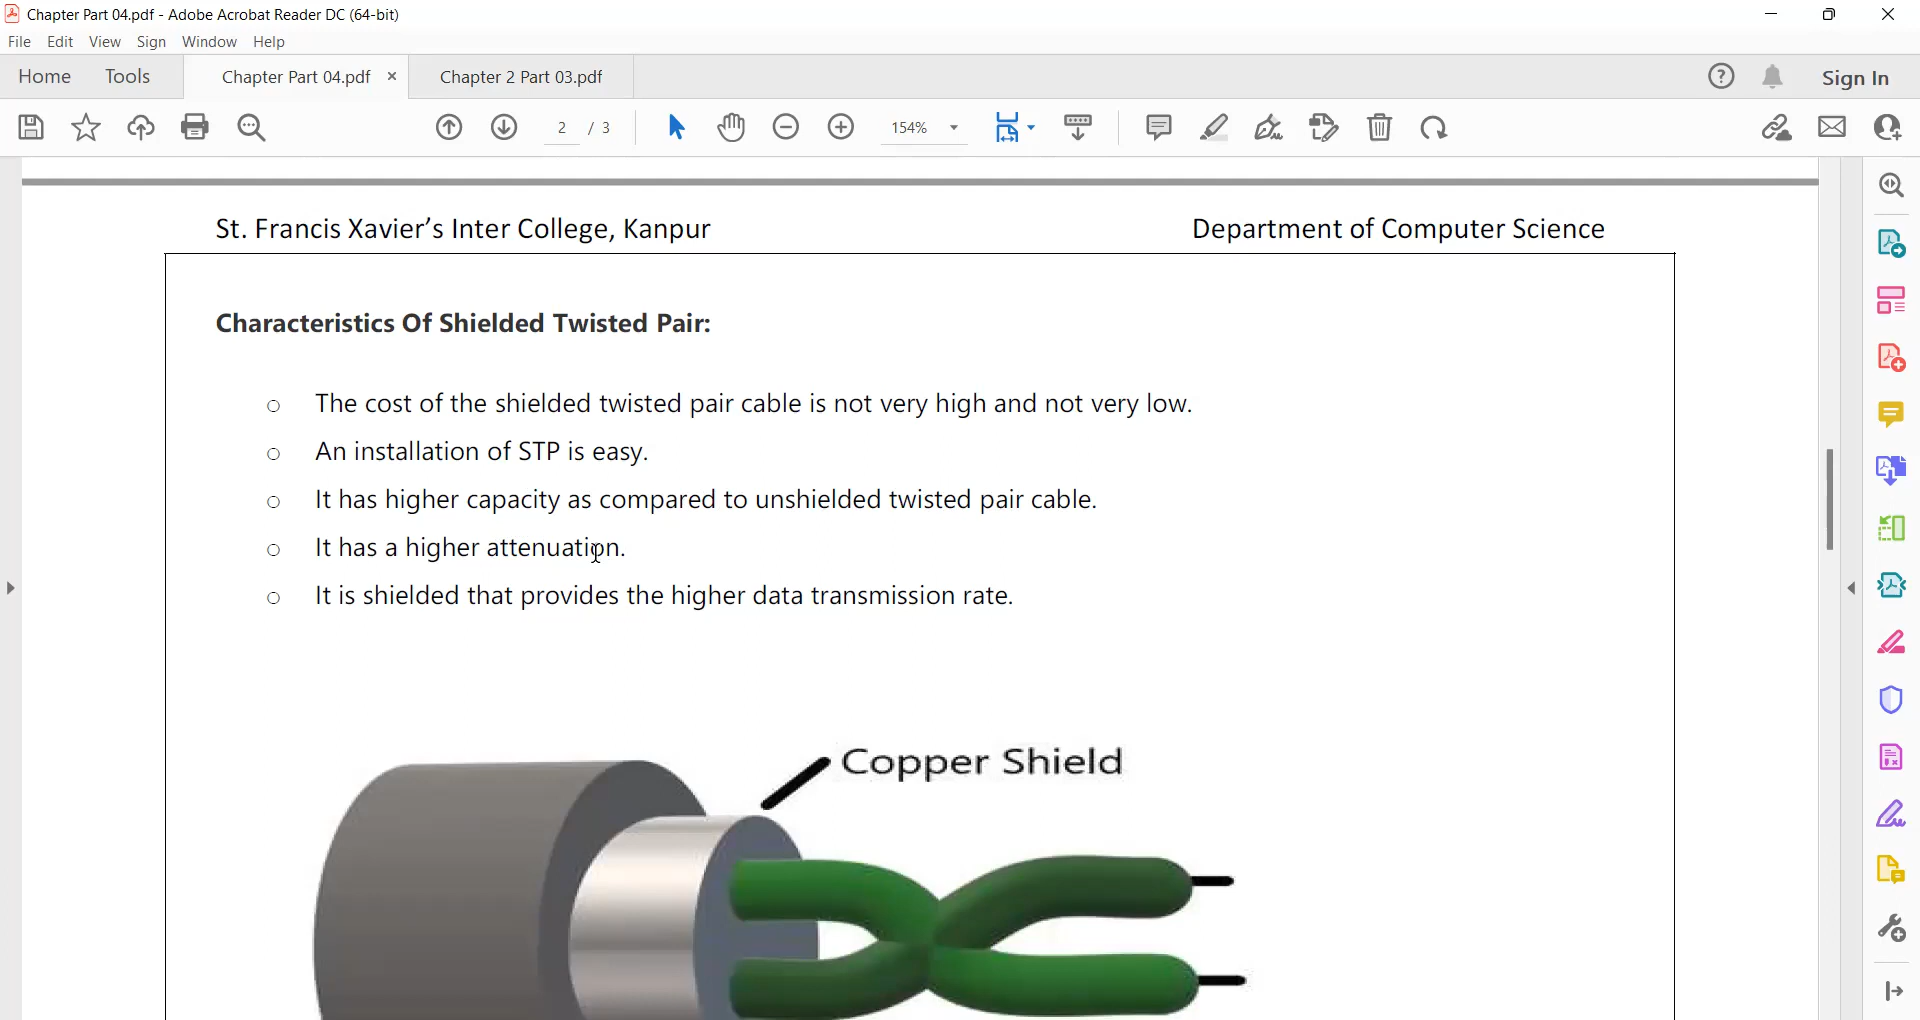 Chapter Part 04.pdf - Adobe Acrobat Reader DC (64-bit)
File Edit View Sign Window Help
Home Tools Chapter Part 04.pdf × Chapter 2 Part 03.pdf Sign In
2 / 3 154%
St. Francis Xavier's Inter College, Kanpur Department of Computer Science
Characteristics Of Shielded Twisted Pair:
o The cost of the shielded twisted pair cable is not very high and not very low.
o An installation of STP is easy.
o It has higher capacity as compared to unshielded twisted pair cable.
o It has a higher attenuation.
o It is shielded that provides the higher data transmission rate.
Copper Shield